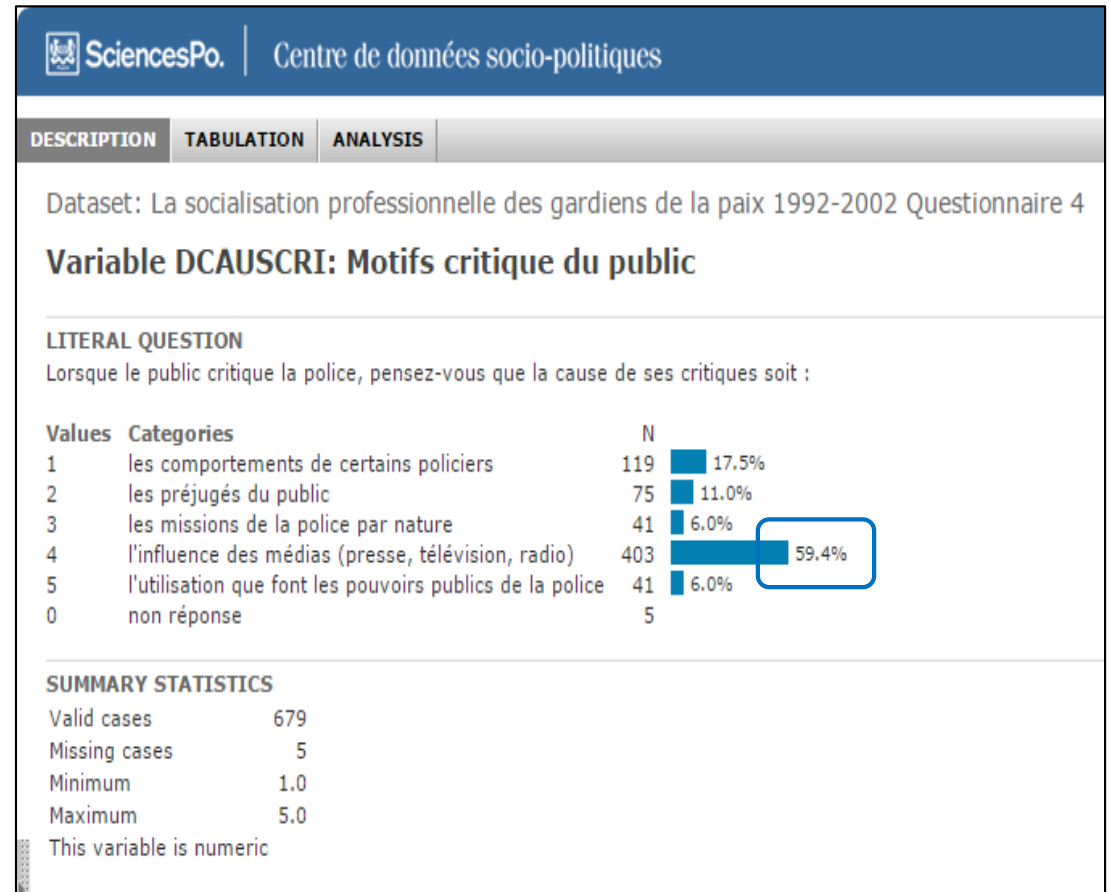 SciencesPo. Centre de données socio-politiques
DESCRIPTION TABULATION ANALYSIS
Dataset: La socialisation professionnelle des gardiens de la paix 1992-2002 Questionnaire 4
Variable DCAUSCRI: Motifs critique du public
LITERAL QUESTION
Lorsque le public critique la police, pensez-vous que la cause de ses critiques soit :
Values Categories N
1 les comportements de certains policiers 119 17.5%
2 les préjugés du public 75 11.0%
3 les missions de la police par nature 41 6.0%
4 l'influence des médias (presse, télévision, radio) 403 59.4%
5 l'utilisation que font les pouvoirs publics de la police 41 6.0%
0 non réponse 5
SUMMARY STATISTICS
Valid cases 679
Missing cases 5
Minimum 1.0
Maximum 5.0
This variable is numeric